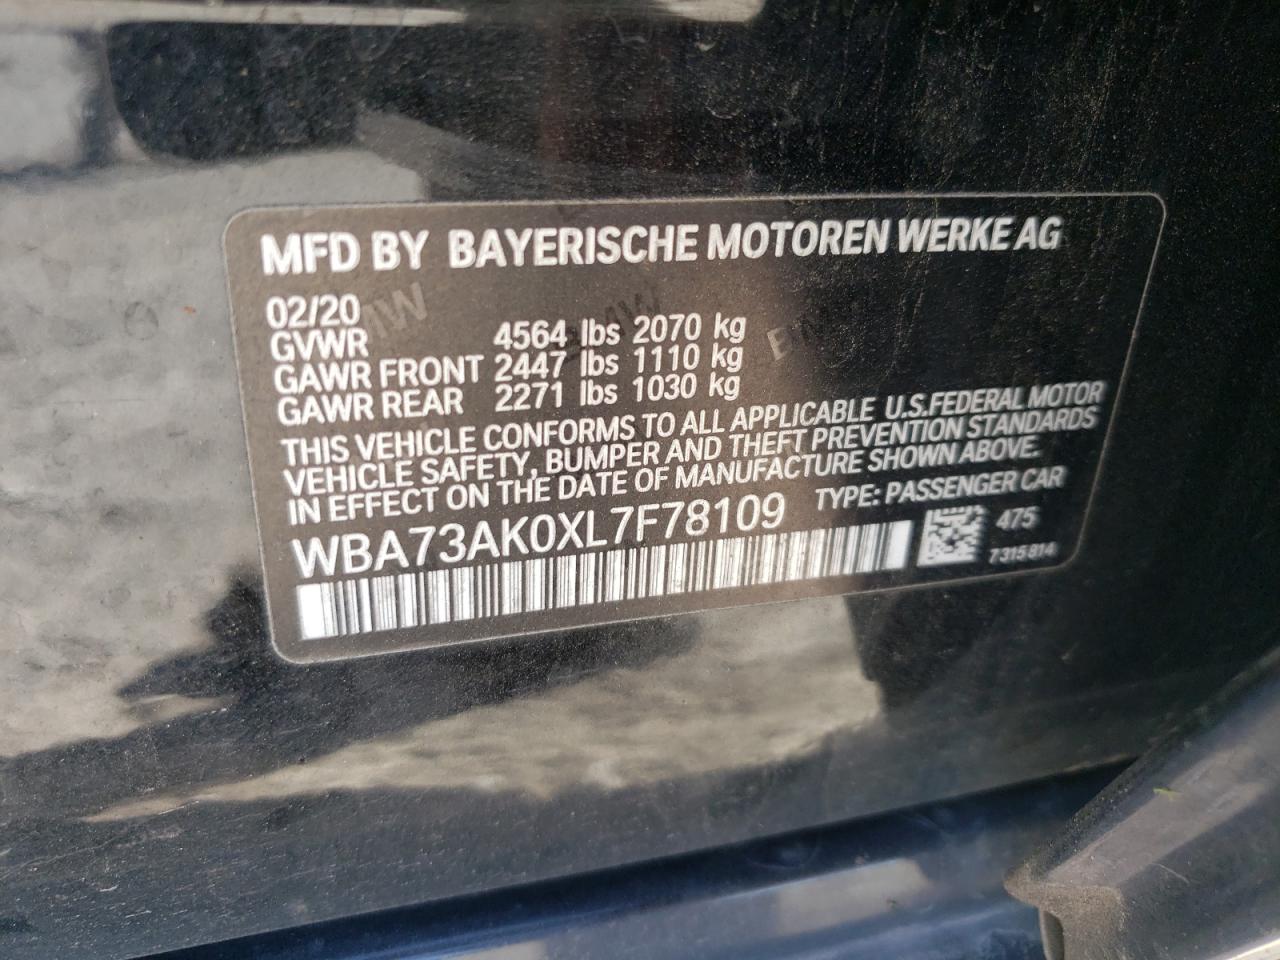 MFD BY BAYERISCHE MOTOREN WERKE AG
02/20
GVWR 4564 lbs 2070 kg
GAWR FRONT 2447 lbs 1110 kg
GAWR REAR 2271 lbs 1030 kg
THIS VEHICLE CONFORMS TO ALL APPLICABLE U.S.FEDERAL MOTOR
VEHICLE SAFETY, BUMPER AND THEFT PREVENTION STANDARDS
IN EFFECT ON THE DATE OF MANUFACTURE SHOWN ABOVE.
WBA73AK0XL7F78109 TYPE: PASSENGER CAR
475
7315814